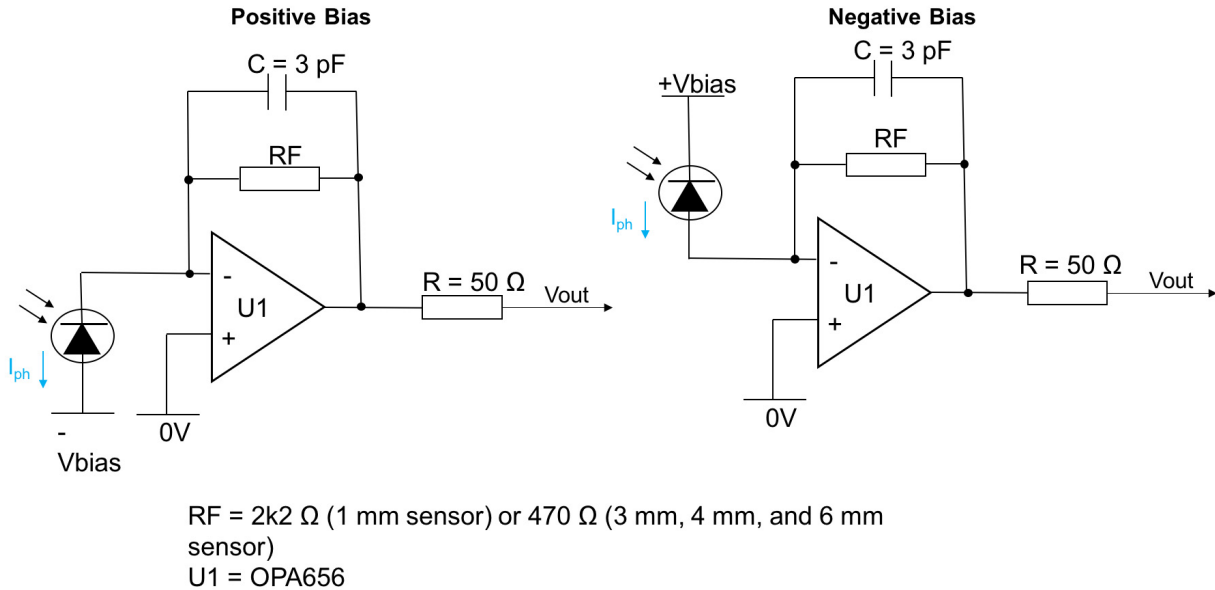 Positive Bias
C = 3 pF
RF
-
U1
+
R = 50 Ω
Vout
Iph
-
Vbias
0V
Negative Bias
C = 3 pF
+Vbias
RF
Iph
-
U1
+
R = 50 Ω
Vout
0V
RF = 2k2 Ω (1 mm sensor) or 470 Ω (3 mm, 4 mm, and 6 mm
sensor)
U1 = OPA656